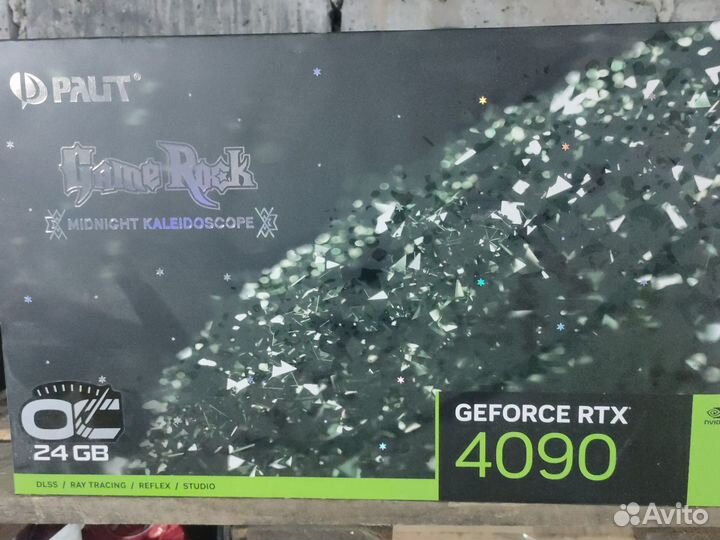 PALIT
GameRock
MIDNIGHT KALEIDOSCOPE
OC
24 GB
GEFORCE RTX
4090
DLSS / RAY TRACING / REFLEX / STUDIO
Avito